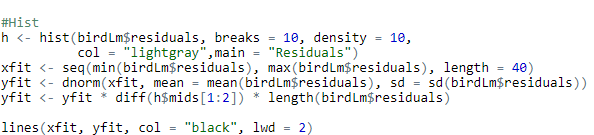 #Hist
h <- hist(birdLm$residuals, breaks = 10, density = 10,
          col = "lightgray",main = "Residuals")
xfit <- seq(min(birdLm$residuals), max(birdLm$residuals), length = 40)
yfit <- dnorm(xfit, mean = mean(birdLm$residuals), sd = sd(birdLm$residuals))
yfit <- yfit * diff(h$mids[1:2]) * length(birdLm$residuals)
lines(xfit, yfit, col = "black", lwd = 2)